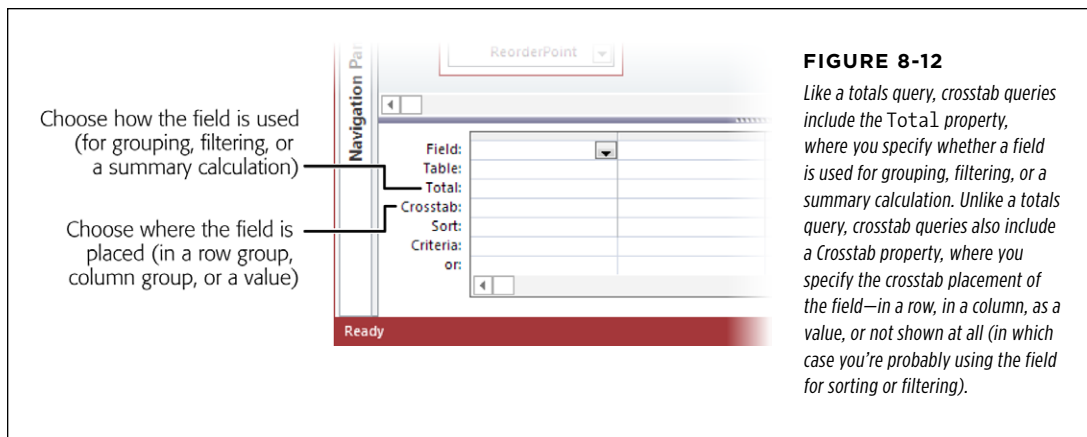 Navigation Pa
ReorderPoint
Choose how the field is used
(for grouping, filtering, or
a summary calculation)
Choose where the field is
placed (in a row group,
column group, or a value)
Field:
Table:
Total:
Crosstab:
Sort:
Criteria:
or:
Ready
FIGURE 8-12
Like a totals query, crosstab queries
include the Total property,
where you specify whether a field
is used for grouping, filtering, or a
summary calculation. Unlike a totals
query, crosstab queries also include
a Crosstab property, where you
specify the crosstab placement of
the field—in a row, in a column, as a
value, or not shown at all (in which
case you're probably using the field
for sorting or filtering).